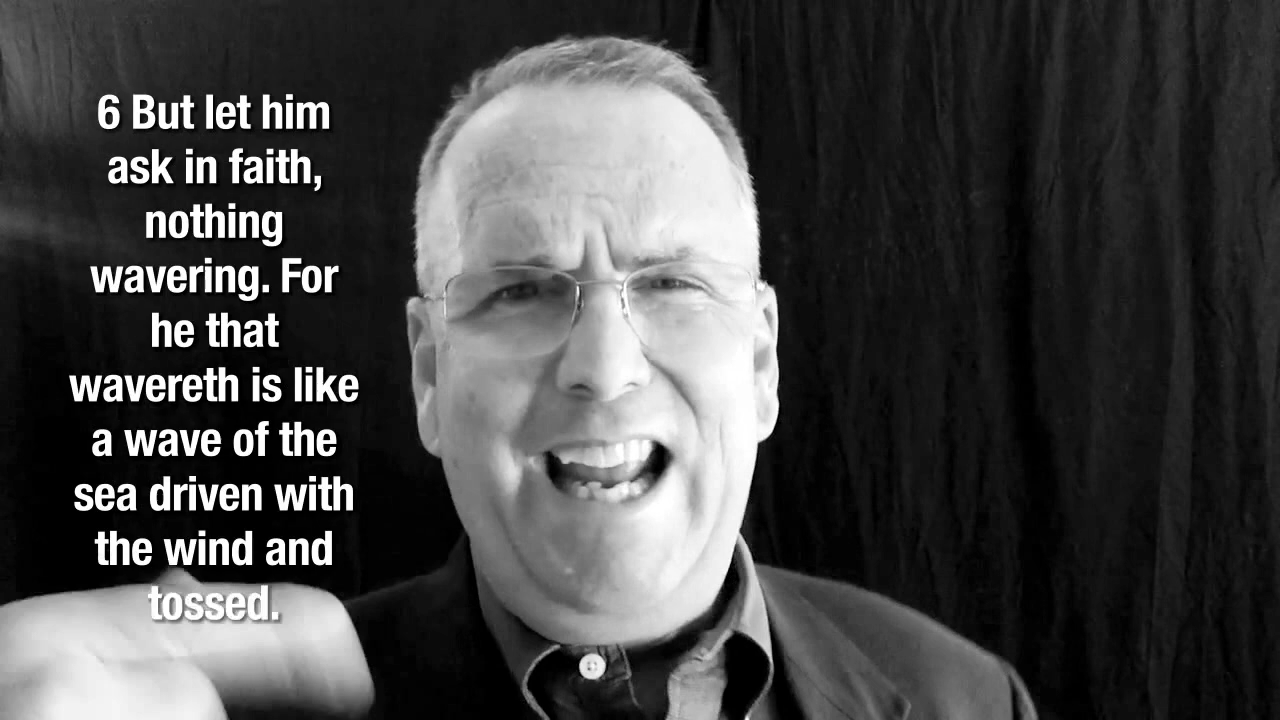 6 But let him
ask in faith,
nothing
wavering. For
he that
wavereth is like
a wave of the
sea driven with
the wind and
tossed.